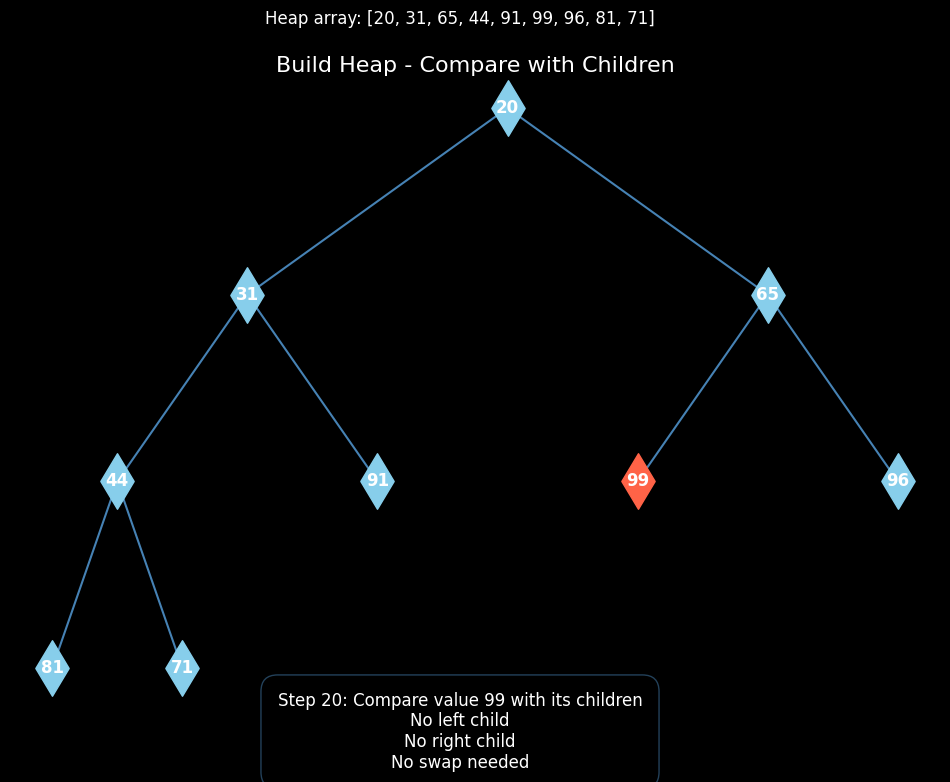 Heap array: [20, 31, 65, 44, 91, 99, 96, 81, 71]
Build Heap - Compare with Children
20
31
65
44
91
99
96
81
71
Step 20: Compare value 99 with its children
No left child
No right child
No swap needed